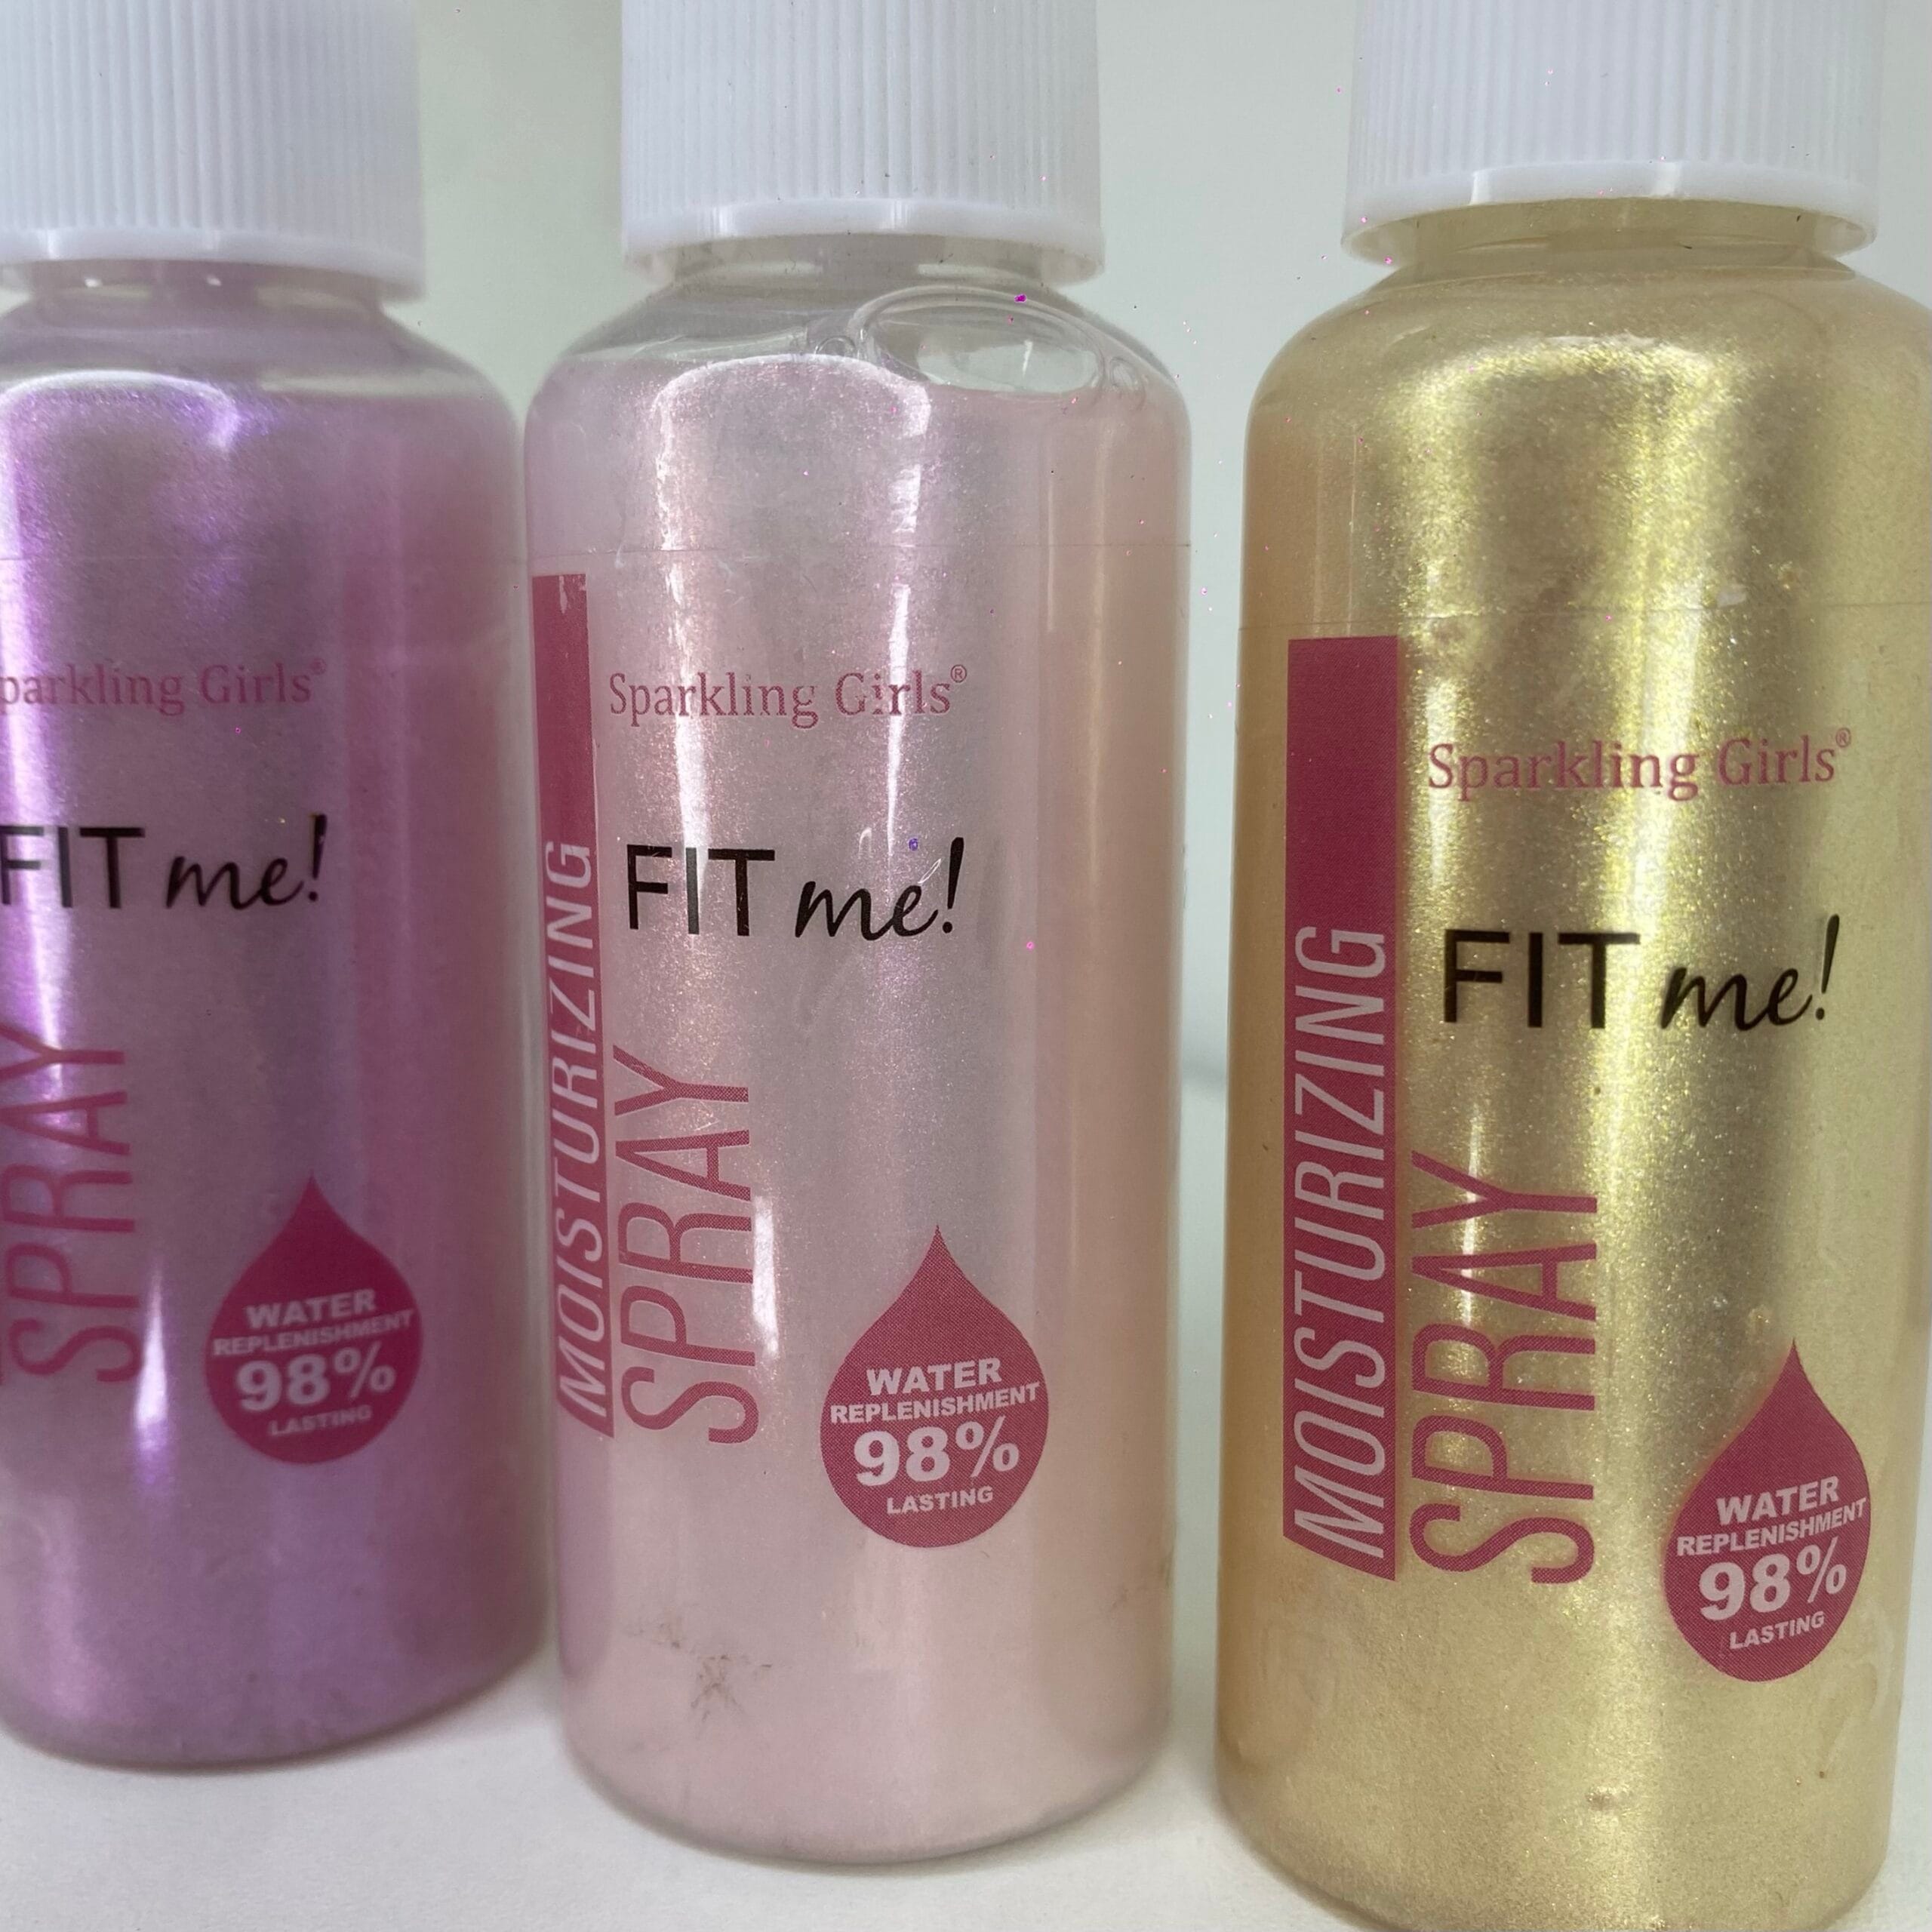 parkling Girls®
FIT me!
SPRAY
WATER
REPLENISHMENT
98%
LASTING
Sparkling Girls®
FIT me!
MOISTURIZING
SPRAY
WATER
REPLENISHMENT
98%
LASTING
Sparkling Girls®
FIT me!
MOISTURIZING
SPRAY
WATER
REPLENISHMENT
98%
LASTING